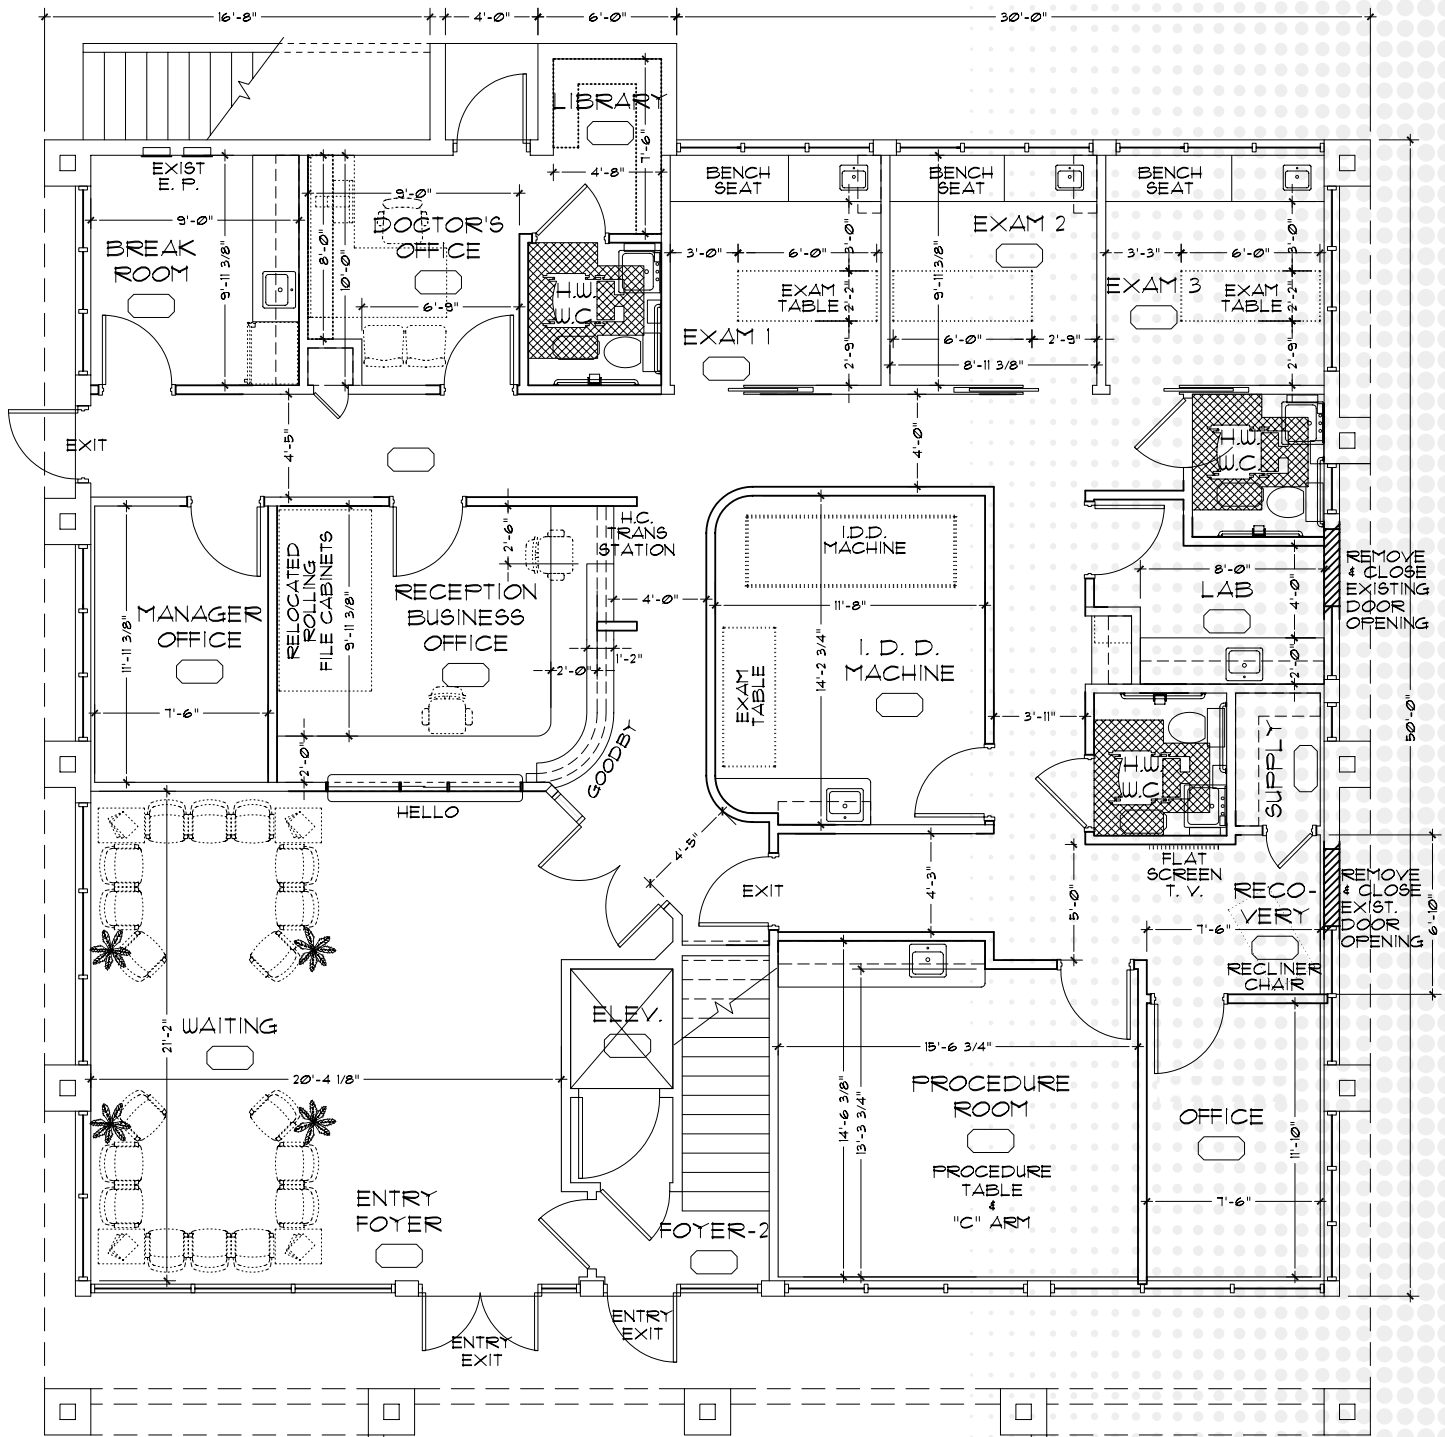 16'-8"
4'-0"
6'-0"
30'-0"
LIBRARY
7'-6"
4'-8"
EXIST
E. P.
9'-0"
BREAK
ROOM
9'-11 3/8"
9'-0"
DOCTOR'S
OFFICE
8'-0"
10'-0"
6'-9"
H.W.
W.C.
BENCH
SEAT
3'-0"
6'-0"
3'-0"
EXAM
TABLE
2'-2"
EXAM 1
2'-9"
BENCH
SEAT
EXAM 2
9'-11 3/8"
6'-0"
2'-9"
8'-11 3/8"
BENCH
SEAT
3'-3"
6'-0"
3'-0"
EXAM 3
EXAM
TABLE
2'-2"
2'-9"
EXIT
4'-5"
4'-0"
H.W.
W.C.
11'-11 3/8"
MANAGER
OFFICE
7'-6"
RELOCATED
ROLLING
FILE CABINETS
9'-11 3/8"
RECEPTION
BUSINESS
OFFICE
2'-6"
H.C.
TRANS
STATION
4'-0"
1'-2"
2'-0"
2'-0"
GOODBY
HELLO
I.D.D.
MACHINE
11'-8"
14'-2 3/4"
I. D. D.
MACHINE
EXAM
TABLE
3'-11"
8'-0"
LAB
4'-0"
2'-0"
REMOVE
& CLOSE
EXISTING
DOOR
OPENING
50'-0"
H.W.
W.C.
SUPPLY
4'-5"
EXIT
4'-3"
5'-0"
FLAT
SCREEN
T. V.
RECO-
VERY
7'-6"
RECLINER
CHAIR
REMOVE
& CLOSE
EXIST.
DOOR
OPENING
6'-10"
WAITING
21'-2"
20'-4 1/8"
ELEV.
15'-6 3/4"
14'-6 3/8"
13'-3 3/4"
PROCEDURE
ROOM
PROCEDURE
TABLE
&
"C" ARM
OFFICE
11'-10"
7'-6"
ENTRY
FOYER
FOYER-2
ENTRY
EXIT
ENTRY
EXIT